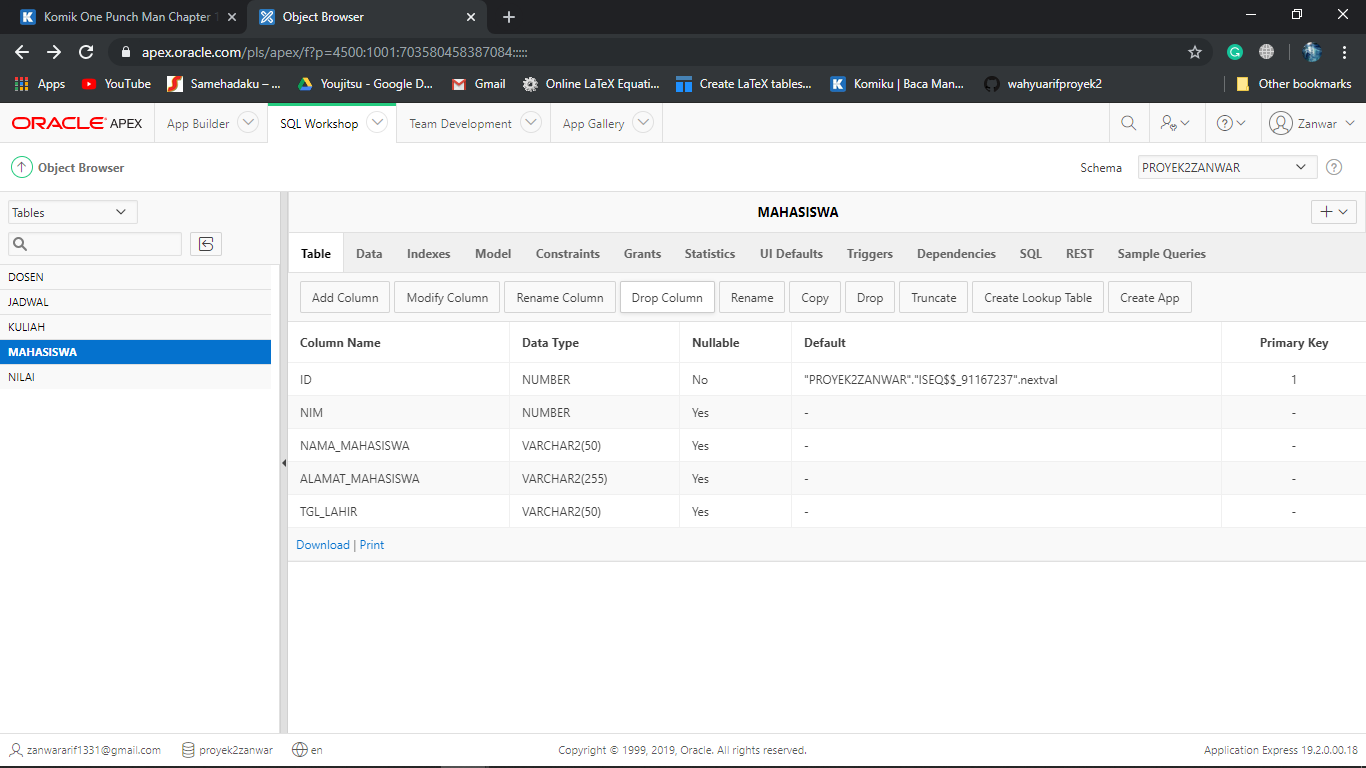 Komik One Punch Man Chapter 1
Object Browser
apex.oracle.com/pls/apex/f?p=4500:1001:703580458387084:::::
Apps YouTube Samehadaku – ... Youjitsu - Google D... Gmail Online LaTeX Equati... Create LaTeX tables... Komiku | Baca Man... wahyuarifproyek2 Other bookmarks
ORACLE APEX App Builder SQL Workshop Team Development App Gallery Zanwar
Object Browser Schema PROYEK2ZANWAR
Tables MAHASISWA
Table Data Indexes Model Constraints Grants Statistics UI Defaults Triggers Dependencies SQL REST Sample Queries
DOSEN
JADWAL
KULIAH
MAHASISWA
NILAI
Add Column Modify Column Rename Column Drop Column Rename Copy Drop Truncate Create Lookup Table Create App
Column Name Data Type Nullable Default Primary Key
ID NUMBER No "PROYEK2ZANWAR"."ISEQ$$_91167237".nextval 1
NIM NUMBER Yes - -
NAMA_MAHASISWA VARCHAR2(50) Yes - -
ALAMAT_MAHASISWA VARCHAR2(255) Yes - -
TGL_LAHIR VARCHAR2(50) Yes - -
Download | Print
zanwararif1331@gmail.com proyek2zanwar en Copyright © 1999, 2019, Oracle. All rights reserved. Application Express 19.2.0.00.18